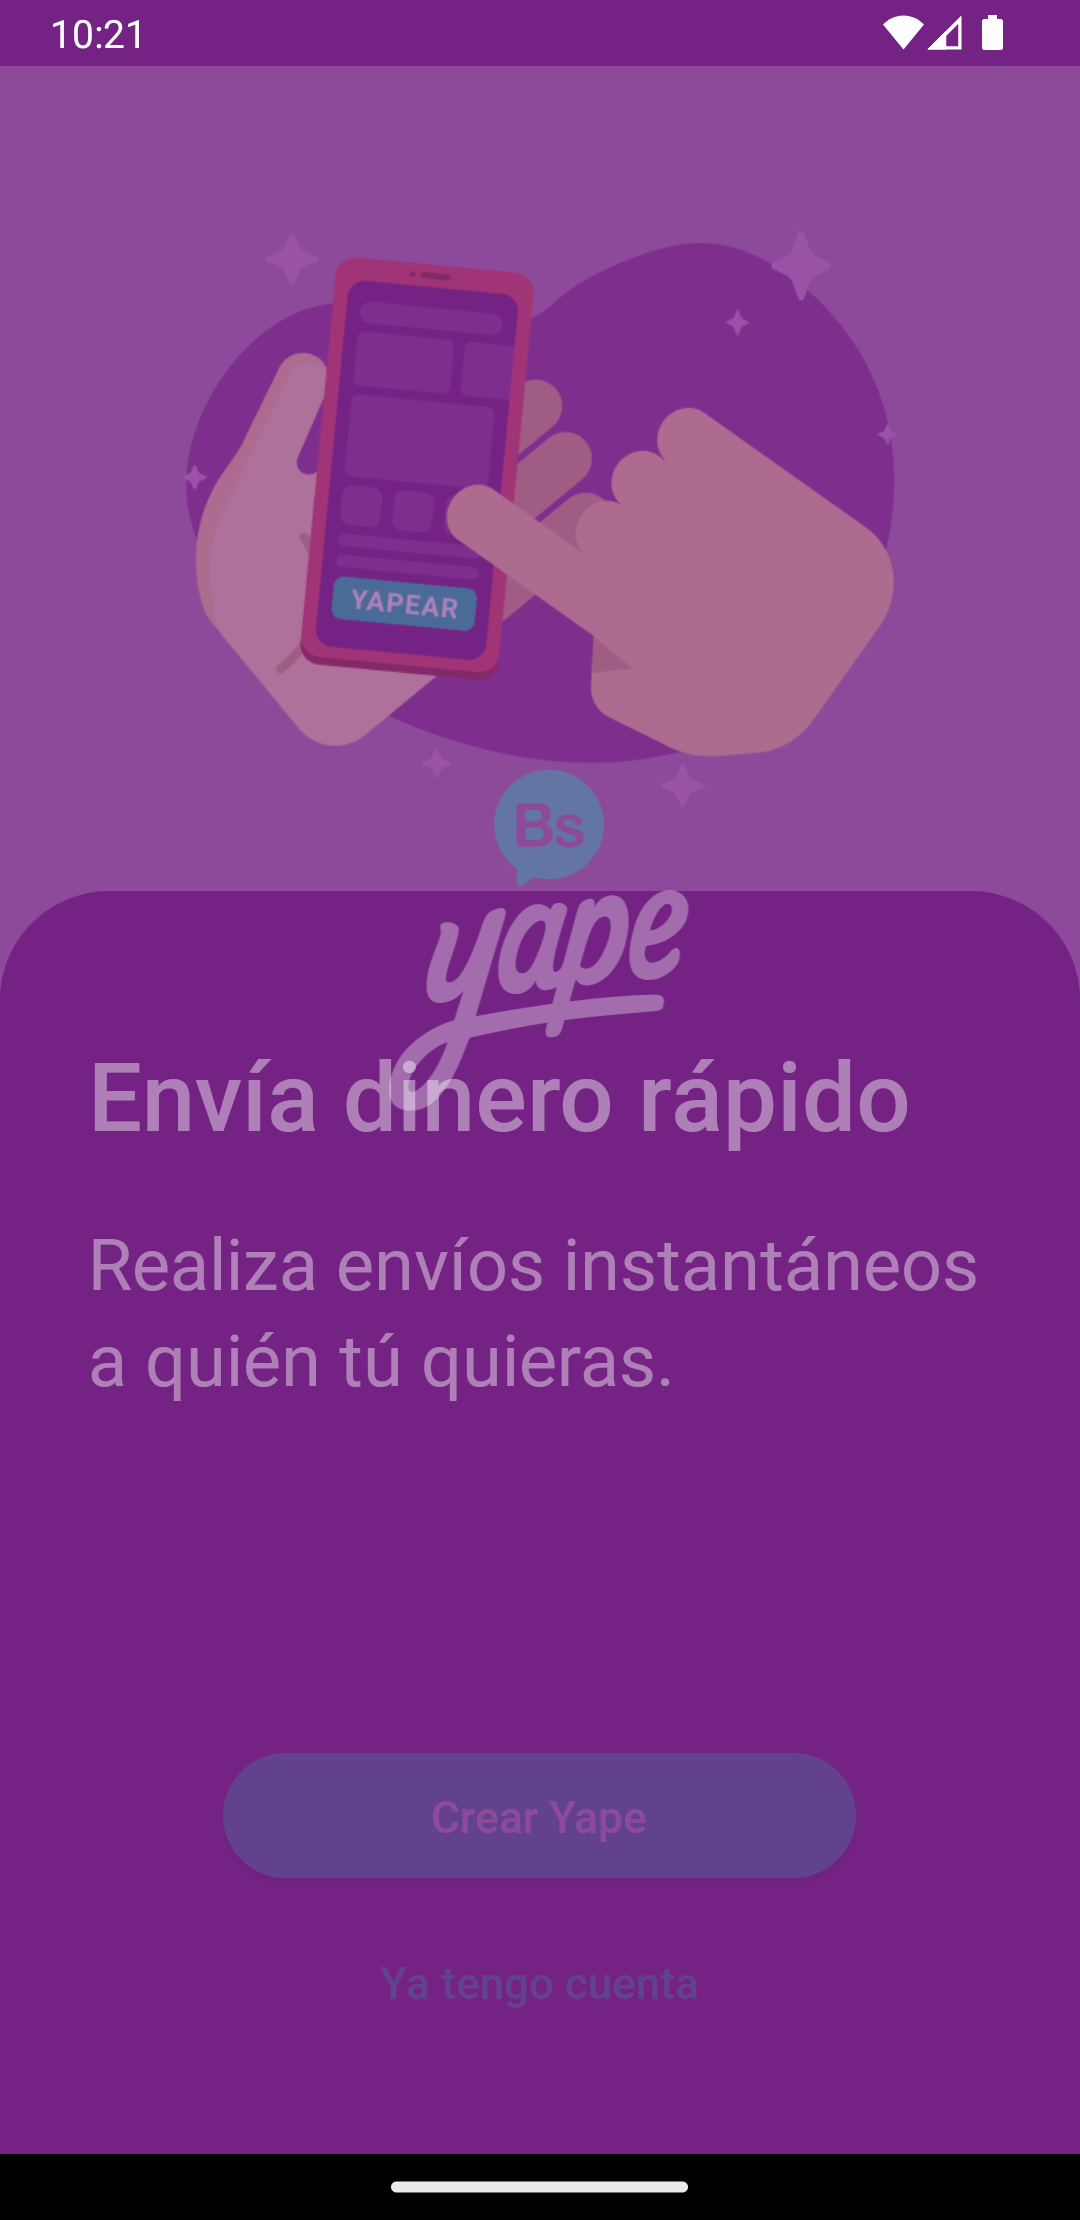 10:21
YAPEAR
Bs
yape
Envía dinero rápido
Realiza envíos instantáneos
a quién tú quieras.
Crear Yape
Ya tengo cuenta